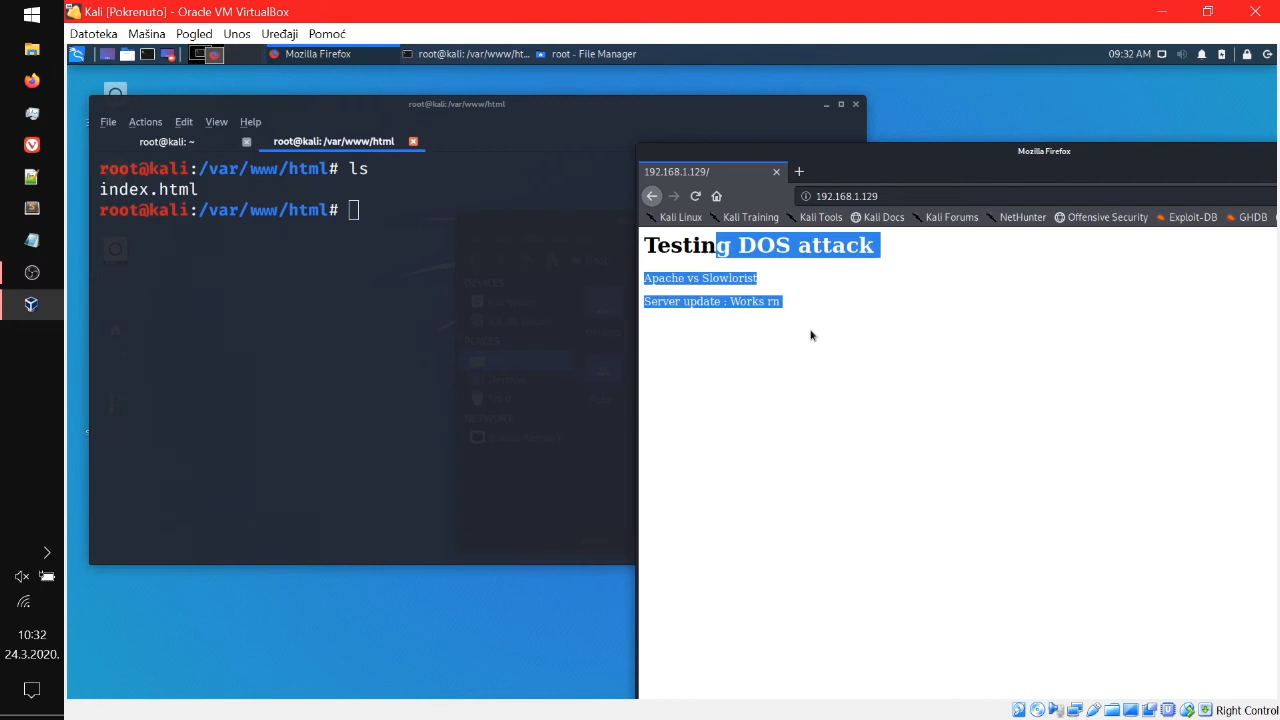 Kali [Pokrenuto] - Oracle VM VirtualBox
Datoteka Mašina Pogled Unos Uređaji Pomoć
Mozilla Firefox
root@kali: /var/www/ht...
root - File Manager
09:32 AM
root@kali: /var/www/html
File Actions Edit View Help
root@kali: ~
root@kali: /var/www/html
root@kali:/var/www/html# ls
index.html
root@kali:/var/www/html#
DEVICES
PLACES
Desktop
NETWORK
Mozilla Firefox
192.168.1.129/
192.168.1.129
Kali Linux Kali Training Kali Tools Kali Docs Kali Forums NetHunter Offensive Security Exploit-DB GHDB
Testing DOS attack
Apache vs Slowlorist
Server update : Works rn
10:32
24.3.2020.
Right Control